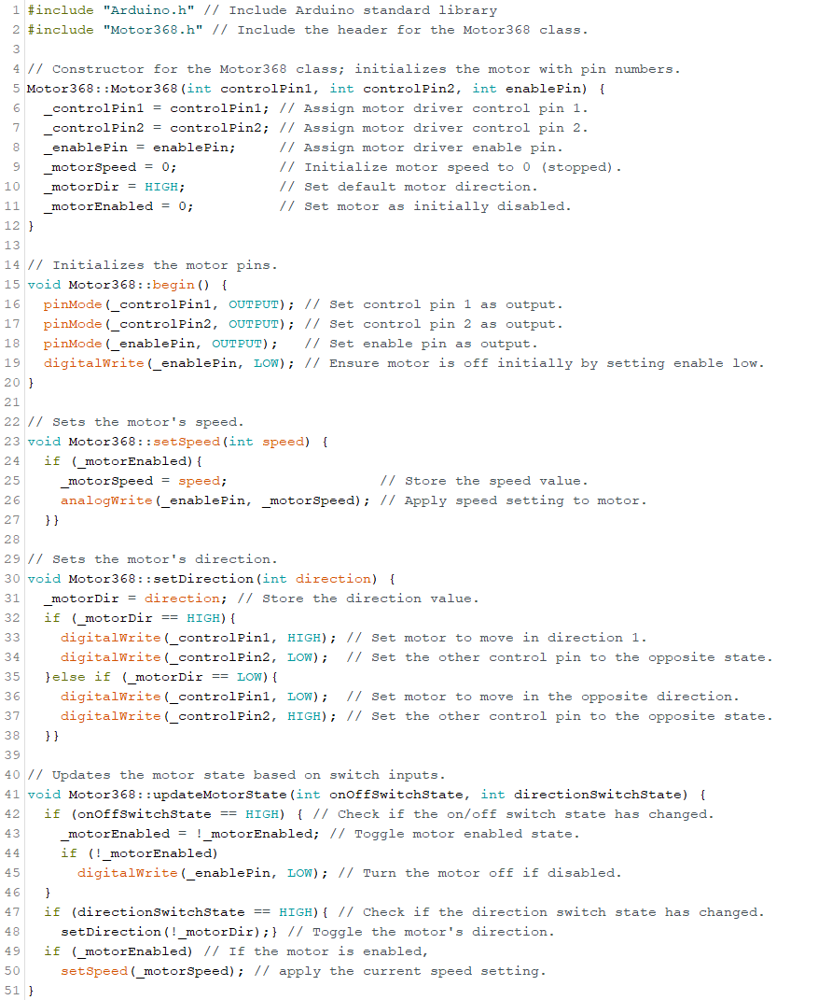 1 #include "Arduino.h" // Include Arduino standard library
2 #include "Motor368.h" // Include the header for the Motor368 class.
3
4 // Constructor for the Motor368 class; initializes the motor with pin numbers.
5 Motor368::Motor368(int controlPin1, int controlPin2, int enablePin) {
6   _controlPin1 = controlPin1; // Assign motor driver control pin 1.
7   _controlPin2 = controlPin2; // Assign motor driver control pin 2.
8   _enablePin = enablePin;     // Assign motor driver enable pin.
9   _motorSpeed = 0;            // Initialize motor speed to 0 (stopped).
10   _motorDir = HIGH;           // Set default motor direction.
11   _motorEnabled = 0;          // Set motor as initially disabled.
12 }
13
14 // Initializes the motor pins.
15 void Motor368::begin() {
16   pinMode(_controlPin1, OUTPUT); // Set control pin 1 as output.
17   pinMode(_controlPin2, OUTPUT); // Set control pin 2 as output.
18   pinMode(_enablePin, OUTPUT);   // Set enable pin as output.
19   digitalWrite(_enablePin, LOW); // Ensure motor is off initially by setting enable low.
20 }
21
22 // Sets the motor's speed.
23 void Motor368::setSpeed(int speed) {
24   if (_motorEnabled){
25     _motorSpeed = speed;                  // Store the speed value.
26     analogWrite(_enablePin, _motorSpeed); // Apply speed setting to motor.
27   }}
28
29 // Sets the motor's direction.
30 void Motor368::setDirection(int direction) {
31   _motorDir = direction; // Store the direction value.
32   if (_motorDir == HIGH){
33     digitalWrite(_controlPin1, HIGH); // Set motor to move in direction 1.
34     digitalWrite(_controlPin2, LOW);  // Set the other control pin to the opposite state.
35   }else if (_motorDir == LOW){
36     digitalWrite(_controlPin1, LOW);  // Set motor to move in the opposite direction.
37     digitalWrite(_controlPin2, HIGH); // Set the other control pin to the opposite state.
38   }}
39
40 // Updates the motor state based on switch inputs.
41 void Motor368::updateMotorState(int onOffSwitchState, int directionSwitchState) {
42   if (onOffSwitchState == HIGH) { // Check if the on/off switch state has changed.
43     _motorEnabled = !_motorEnabled; // Toggle motor enabled state.
44     if (!_motorEnabled)
45       digitalWrite(_enablePin, LOW); // Turn the motor off if disabled.
46   }
47   if (directionSwitchState == HIGH){ // Check if the direction switch state has changed.
48     setDirection(!_motorDir);} // Toggle the motor's direction.
49   if (_motorEnabled) // If the motor is enabled,
50     setSpeed(_motorSpeed); // apply the current speed setting.
51 }